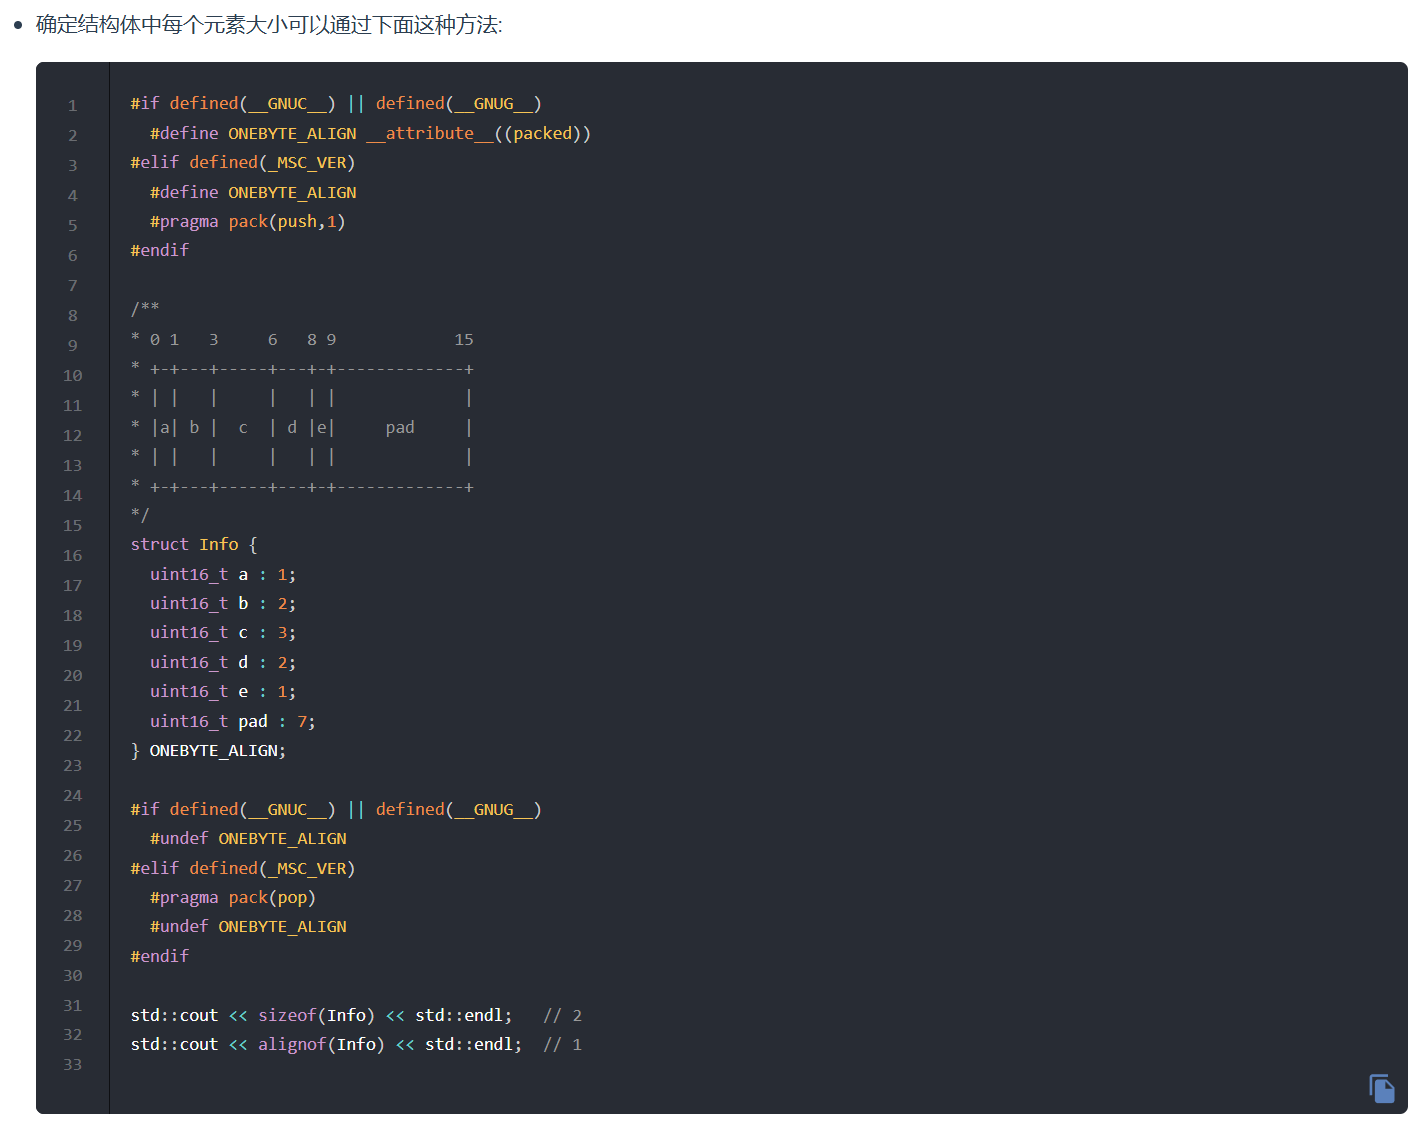 • 确定结构体中每个元素大小可以通过下面这种方法:
1
2
3
4
5
6
7
8
9
10
11
12
13
14
15
16
17
18
19
20
21
22
23
24
25
26
27
28
29
30
31
32
33
#if defined(__GNUC__) || defined(__GNUG__)
  #define ONEBYTE_ALIGN __attribute__((packed))
#elif defined(_MSC_VER)
  #define ONEBYTE_ALIGN
  #pragma pack(push,1)
#endif

/**
* 0 1   3     6   8 9            15
* +-+---+-----+---+-+-------------+
* | |   |     |   | |             |
* |a| b |  c  | d |e|     pad     |
* | |   |     |   | |             |
* +-+---+-----+---+-+-------------+
*/
struct Info {
  uint16_t a : 1;
  uint16_t b : 2;
  uint16_t c : 3;
  uint16_t d : 2;
  uint16_t e : 1;
  uint16_t pad : 7;
} ONEBYTE_ALIGN;

#if defined(__GNUC__) || defined(__GNUG__)
  #undef ONEBYTE_ALIGN
#elif defined(_MSC_VER)
  #pragma pack(pop)
  #undef ONEBYTE_ALIGN
#endif

std::cout << sizeof(Info) << std::endl;   // 2
std::cout << alignof(Info) << std::endl;  // 1